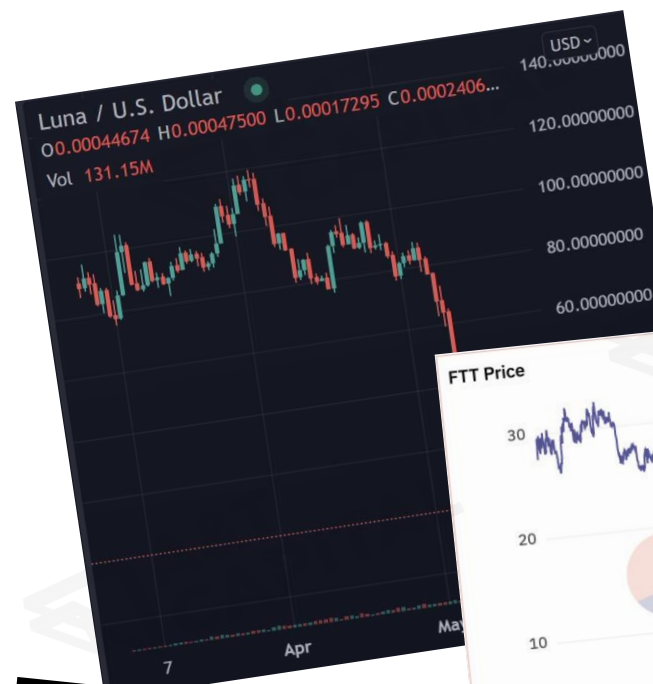 Luna / U.S. Dollar
USD
O0.00044674 H0.00047500 L0.00017295 C0.0002406...
Vol 131.15M
140.00000000
120.00000000
100.00000000
80.00000000
60.00000000
7
Apr
May
FTT Price
30
20
10